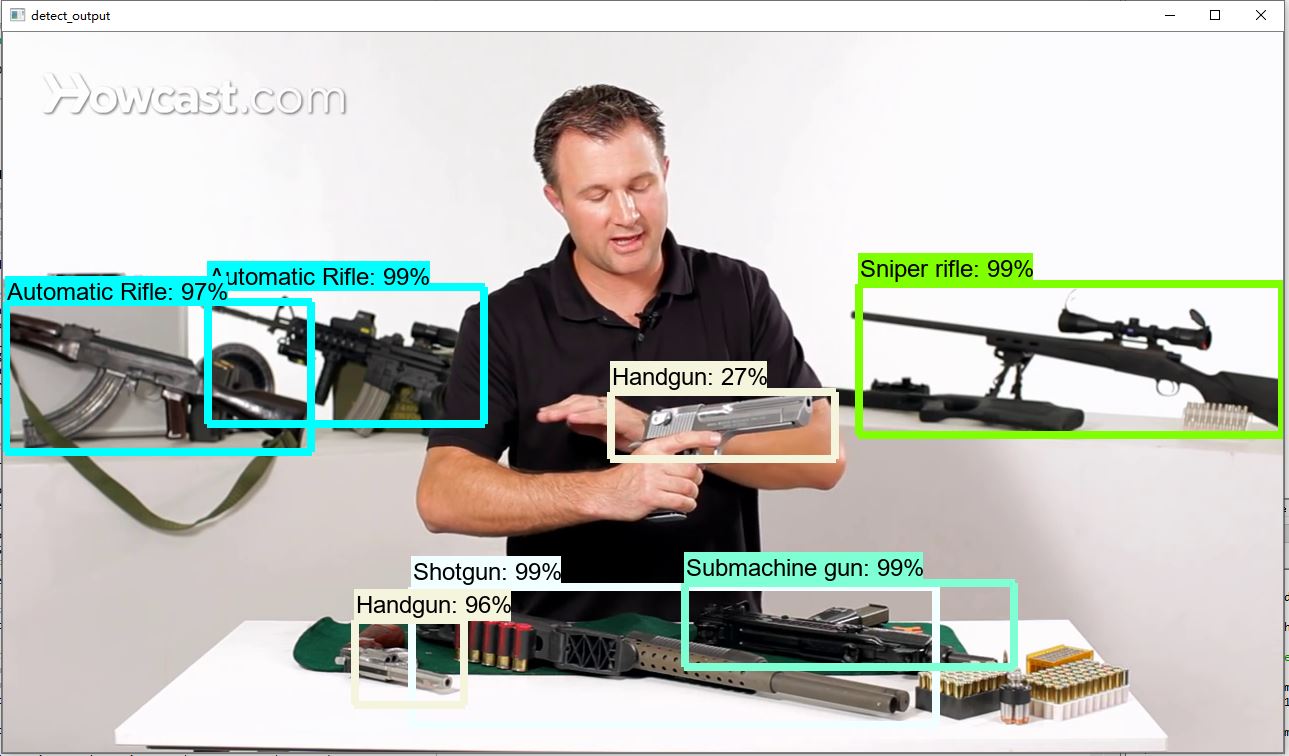 detect_output
Howcast.com
Automatic Rifle: 99%
Automatic Rifle: 97%
Sniper rifle: 99%
Handgun: 27%
Shotgun: 99%
Submachine gun: 99%
Handgun: 96%